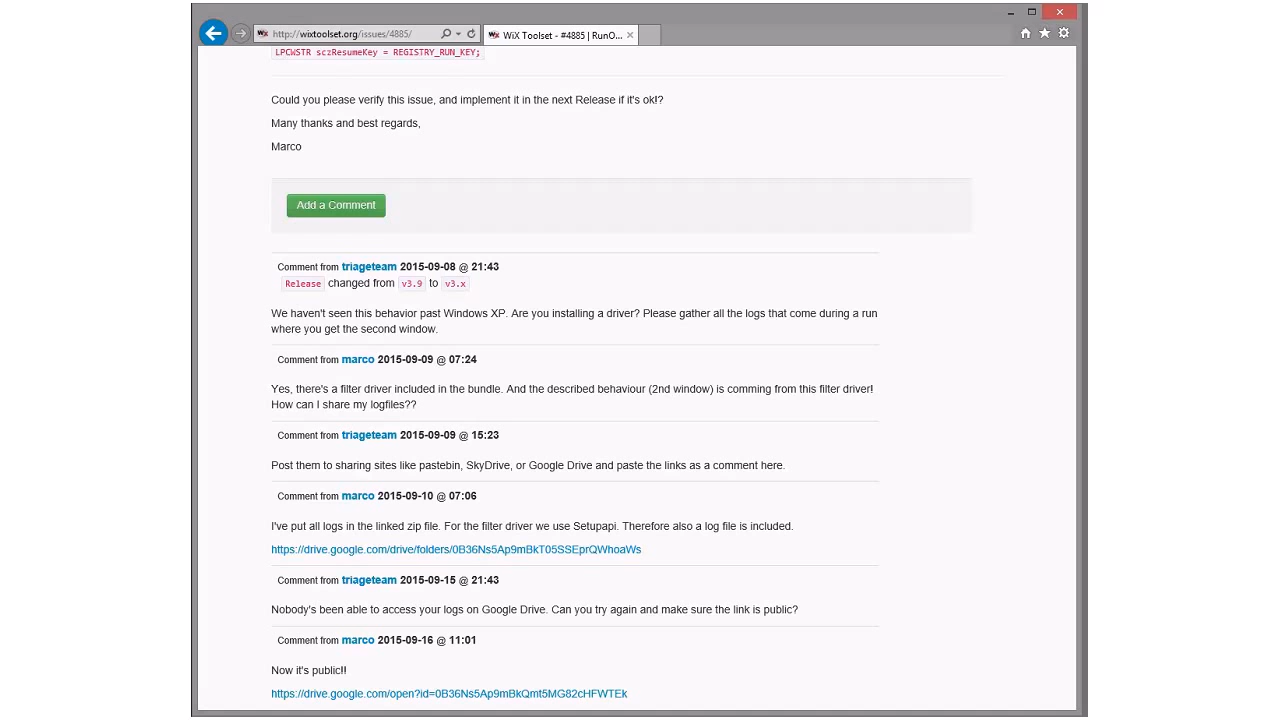 http://wixtoolset.org/issues/4885/
WiX Toolset - #4885 | RunO...
LPCWSTR sczResumeKey = REGISTRY_RUN_KEY;
Could you please verify this issue, and implement it in the next Release if it's ok!?
Many thanks and best regards,
Marco
Add a Comment
Comment from triageteam 2015-09-08 @ 21:43
Release changed from v3.9 to v3.x
We haven't seen this behavior past Windows XP. Are you installing a driver? Please gather all the logs that come during a run
where you get the second window.
Comment from marco 2015-09-09 @ 07:24
Yes, there's a filter driver included in the bundle. And the described behaviour (2nd window) is comming from this filter driver!
How can I share my logfiles??
Comment from triageteam 2015-09-09 @ 15:23
Post them to sharing sites like pastebin, SkyDrive, or Google Drive and paste the links as a comment here.
Comment from marco 2015-09-10 @ 07:06
I've put all logs in the linked zip file. For the filter driver we use Setupapi. Therefore also a log file is included.
https://drive.google.com/drive/folders/0B36Ns5Ap9mBkT05SSEprQWhoaWs
Comment from triageteam 2015-09-15 @ 21:43
Nobody's been able to access your logs on Google Drive. Can you try again and make sure the link is public?
Comment from marco 2015-09-16 @ 11:01
Now it's public!!
https://drive.google.com/open?id=0B36Ns5Ap9mBkQmt5MG82cHFWTEk